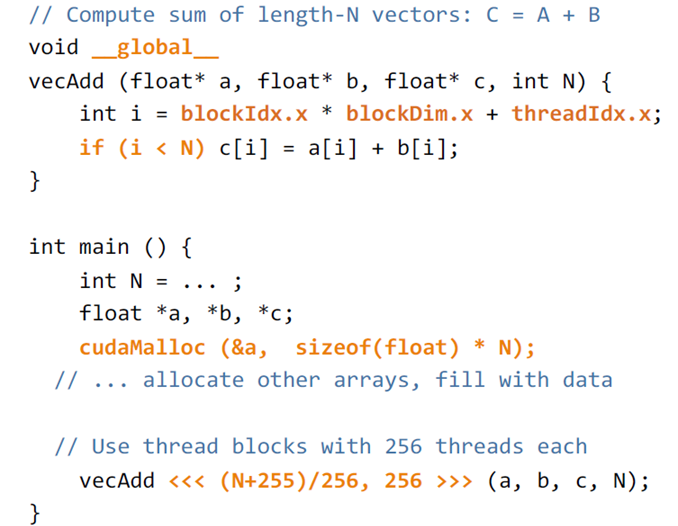 // Compute sum of length-N vectors: C = A + B
void __global__
vecAdd (float* a, float* b, float* c, int N) {
    int i = blockIdx.x * blockDim.x + threadIdx.x;
    if (i < N) c[i] = a[i] + b[i];
}

int main () {
    int N = ... ;
    float *a, *b, *c;
    cudaMalloc (&a,  sizeof(float) * N);
  // ... allocate other arrays, fill with data

  // Use thread blocks with 256 threads each
    vecAdd <<< (N+255)/256, 256 >>> (a, b, c, N);
}